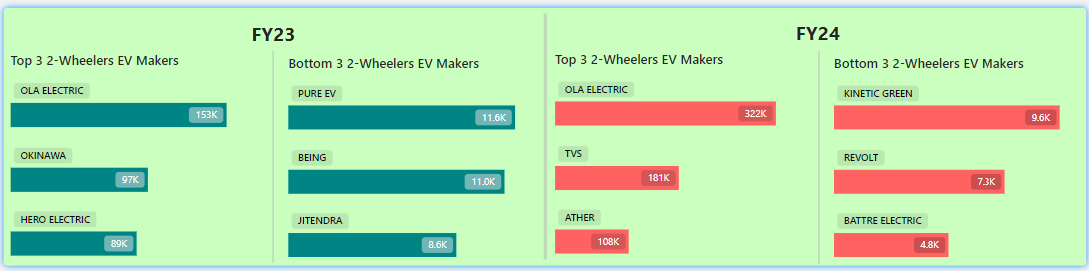 FY23
Top 3 2-Wheelers EV Makers
OLA ELECTRIC
153K
OKINAWA
97K
HERO ELECTRIC
89K
Bottom 3 2-Wheelers EV Makers
PURE EV
11.6K
BEING
11.0K
JITENDRA
8.6K
FY24
Top 3 2-Wheelers EV Makers
OLA ELECTRIC
322K
TVS
181K
ATHER
108K
Bottom 3 2-Wheelers EV Makers
KINETIC GREEN
9.6K
REVOLT
7.3K
BATTRE ELECTRIC
4.8K